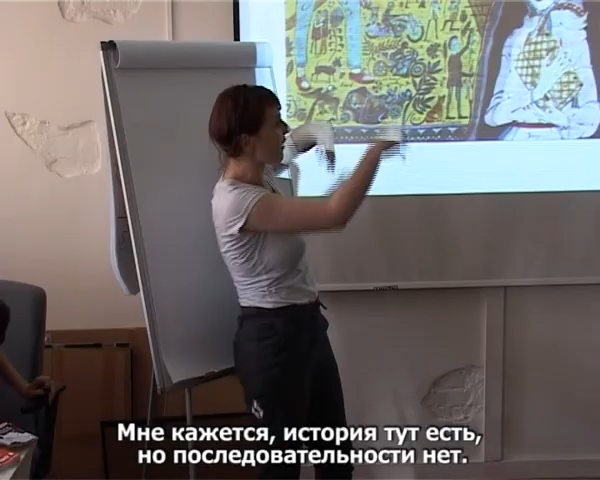 Мне кажется, история тут есть,
но последовательности нет.